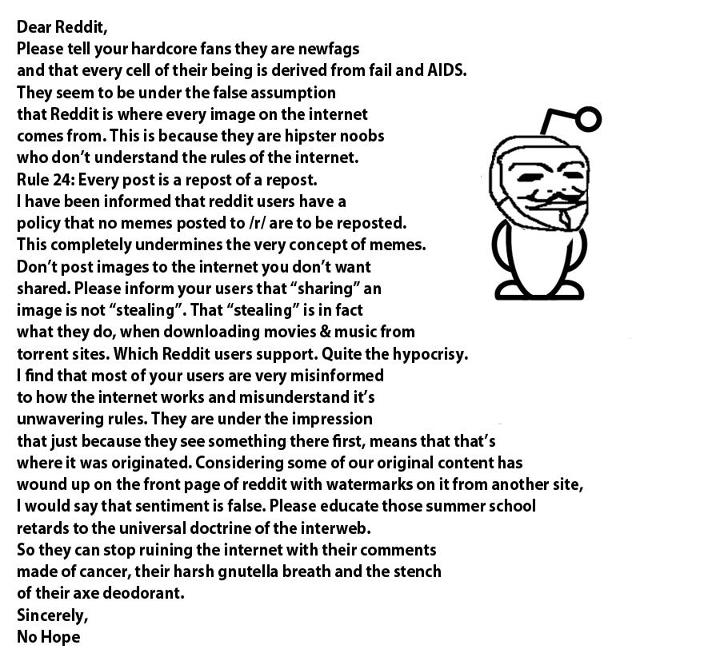 Dear Reddit,
Please tell your hardcore fans they are newfags
and that every cell of their being is derived from fail and AIDS.
They seem to be under the false assumption
that Reddit is where every image on the internet
comes from. This is because they are hipster noobs
who don’t understand the rules of the internet.
Rule 24: Every post is a repost of a repost.
I have been informed that reddit users have a
policy that no memes posted to /r/ are to be reposted.
This completely undermines the very concept of memes.
Don’t post images to the internet you don’t want
shared. Please inform your users that “sharing” an
image is not “stealing”. That “stealing” is in fact
what they do, when downloading movies & music from
torrent sites. Which Reddit users support. Quite the hypocrisy.
I find that most of your users are very misinformed
to how the internet works and misunderstand it’s
unwavering rules. They are under the impression
that just because they see something there first, means that that’s
where it was originated. Considering some of our original content has
wound up on the front page of reddit with watermarks on it from another site,
I would say that sentiment is false. Please educate those summer school
retards to the universal doctrine of the interweb.
So they can stop ruining the internet with their comments
made of cancer, their harsh gnutella breath and the stench
of their axe deodorant.
Sincerely,
No Hope